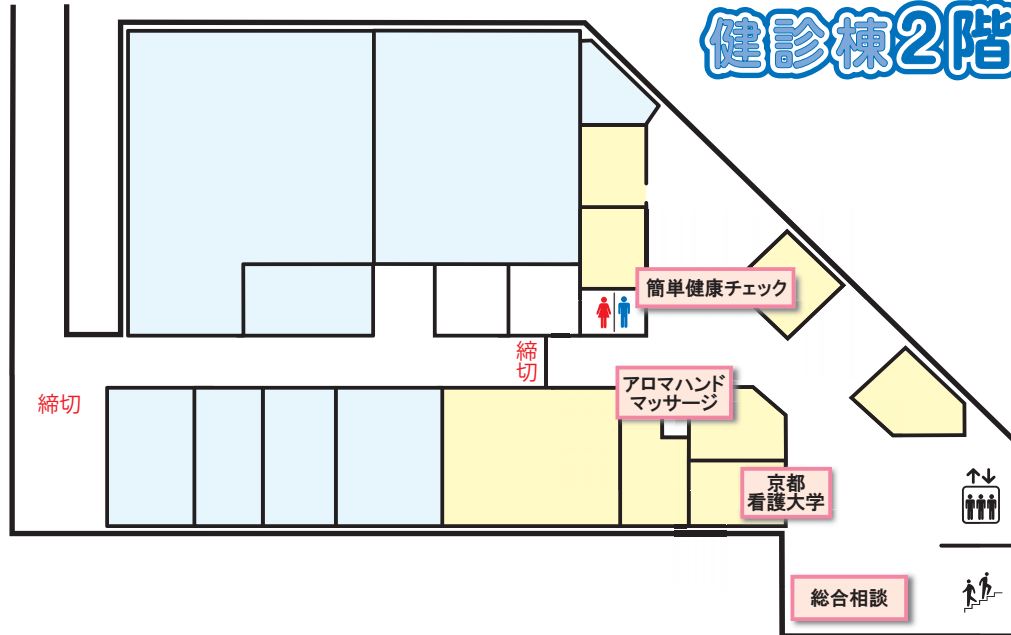 健診棟2階
簡単健康チェック
締
切
アロマハンド
マッサージ
締切
京都
看護大学
総合相談